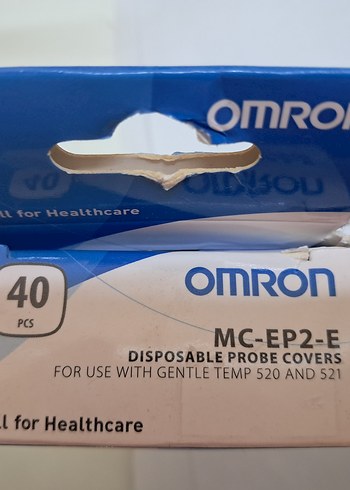 OMRON
ll for Healthcare
OMRON
40
PCS
MC-EP2-E
DISPOSABLE PROBE COVERS
FOR USE WITH GENTLE TEMP 520 AND 521
ll for Healthcare